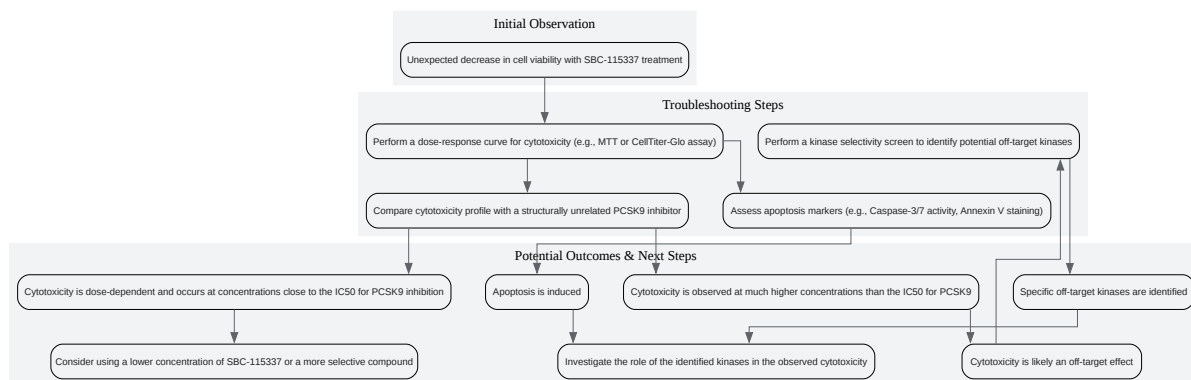 Initial Observation
Unexpected decrease in cell viability with SBC-115337 treatment
Troubleshooting Steps
Perform a dose-response curve for cytotoxicity (e.g., MTT or CellTiter-Glo assay)
Perform a kinase selectivity screen to identify potential off-target kinases
Compare cytotoxicity profile with a structurally unrelated PCSK9 inhibitor
Assess apoptosis markers (e.g., Caspase-3/7 activity, Annexin V staining)
Potential Outcomes & Next Steps
Cytotoxicity is dose-dependent and occurs at concentrations close to the IC50 for PCSK9 inhibition
Apoptosis is induced
Cytotoxicity is observed at much higher concentrations than the IC50 for PCSK9
Specific off-target kinases are identified
Consider using a lower concentration of SBC-115337 or a more selective compound
Investigate the role of the identified kinases in the observed cytotoxicity
Cytotoxicity is likely an off-target effect